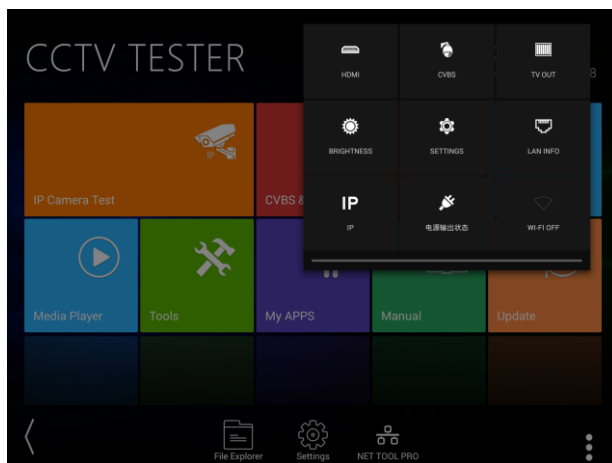 CCTV TESTER
HDMI
CVBS
TV OUT
8
BRIGHTNESS
SETTINGS
LAN INFO
IP
IP Camera Test
CVBS &
IP
IP
电源输出状态
WI-FI OFF
Media Player
Tools
My APPS
Manual
Update
File Explorer
Settings
NET TOOL PRO